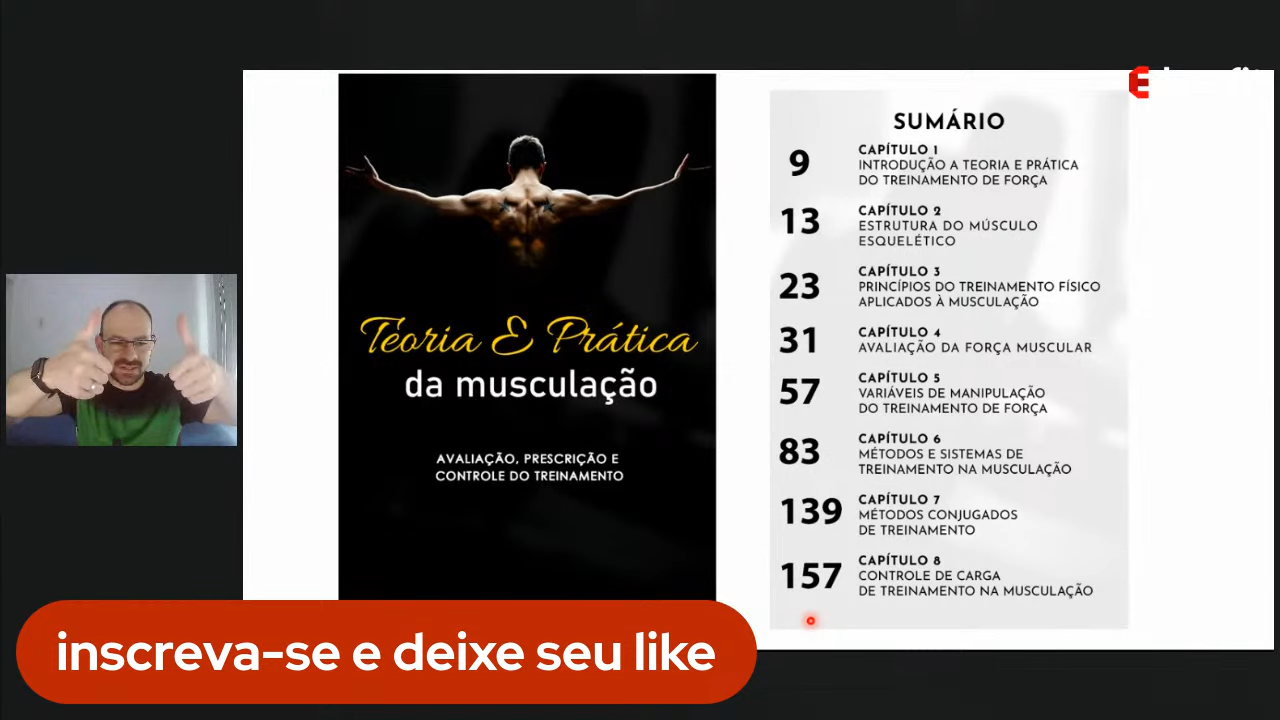 Teoria E Prática
da musculação
AVALIAÇÃO, PRESCRIÇÃO E
CONTROLE DO TREINAMENTO
SUMÁRIO
9
CAPÍTULO 1
INTRODUÇÃO A TEORIA E PRÁTICA
DO TREINAMENTO DE FORÇA
13
CAPÍTULO 2
ESTRUTURA DO MÚSCULO
ESQUELÉTICO
23
CAPÍTULO 3
PRINCÍPIOS DO TREINAMENTO FÍSICO
APLICADOS À MUSCULAÇÃO
31
CAPÍTULO 4
AVALIAÇÃO DA FORÇA MUSCULAR
57
CAPÍTULO 5
VARIÁVEIS DE MANIPULAÇÃO
DO TREINAMENTO DE FORÇA
83
CAPÍTULO 6
MÉTODOS E SISTEMAS DE
TREINAMENTO NA MUSCULAÇÃO
139
CAPÍTULO 7
MÉTODOS CONJUGADOS
DE TREINAMENTO
157
CAPÍTULO 8
CONTROLE DE CARGA
DE TREINAMENTO NA MUSCULAÇÃO
inscreva-se e deixe seu like